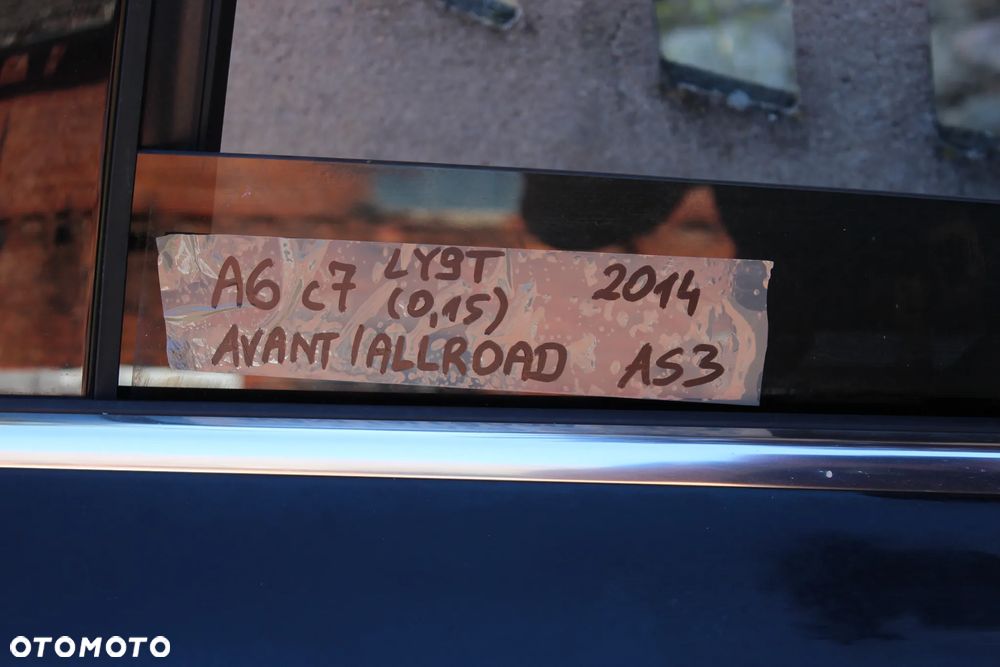 A6 c7 LY9T 2014
(0,15)
AVANT/ALLROAD AS3
OTOMOTO